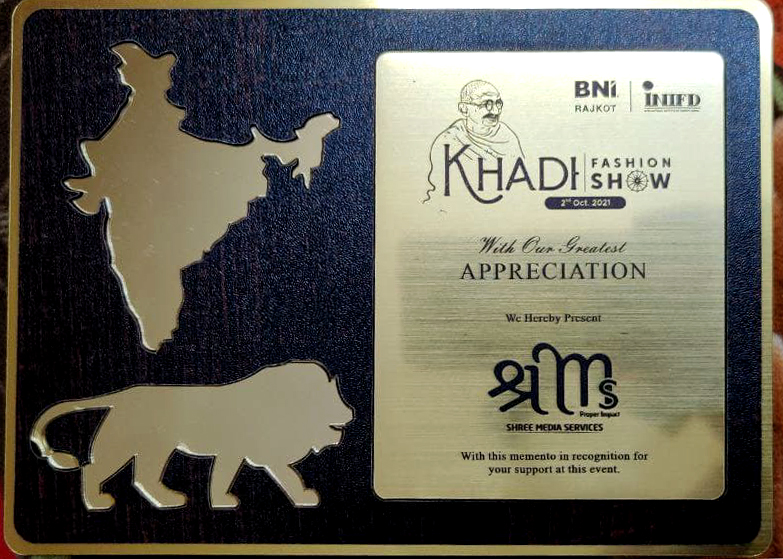 BNI.
RAJKOT
INIFD
KHADI FASHION SHOW
2nd Oct. 2021
With Our Greatest
APPRECIATION
We Hereby Present
श्री Ms
Proper Impact
SHREE MEDIA SERVICES
With this memento in recognition for
your support at this event.